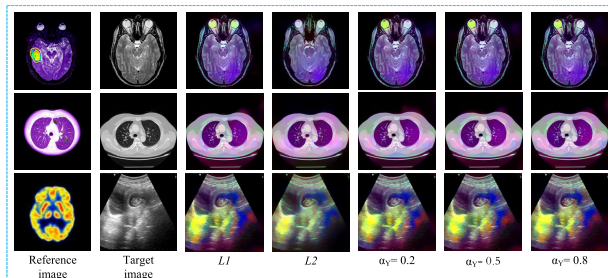 Reference image
Target image
L1
L2
αY= 0.2
αY= 0.5
αY= 0.8